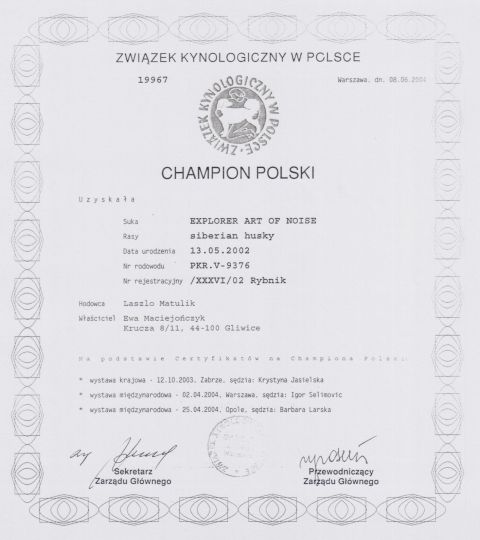 ZWIĄZEK KYNOLOGICZNY W POLSCE
19967
Warszawa, dn. 08.06.2004
ZWIĄZEK KYNOLOGICZNY W POLSCE
CHAMPION POLSKI
Uzyskała
Suka EXPLORER ART OF NOISE
Rasy siberian husky
Data urodzenia 13.05.2002
Nr rodowodu PKR.V-9376
Nr rejestracyjny /XXXVI/02 Rybnik
Hodowca Laszlo Matulik
Właściciel Ewa Maciejończyk
Krucza 8/11, 44-100 Gliwice
Na podstawie Certyfikatów na Championa Polski:
* wystawa krajowa - 12.10.2003, Zabrze, sędzia: Krystyna Jasielska
* wystawa międzynarodowa - 02.04.2004, Warszawa, sędzia: Igor Selimovic
* wystawa międzynarodowa - 25.04.2004, Opole, sędzia: Barbara Larska
Sekretarz
Zarządu Głównego
Przewodniczący
Zarządu Głównego